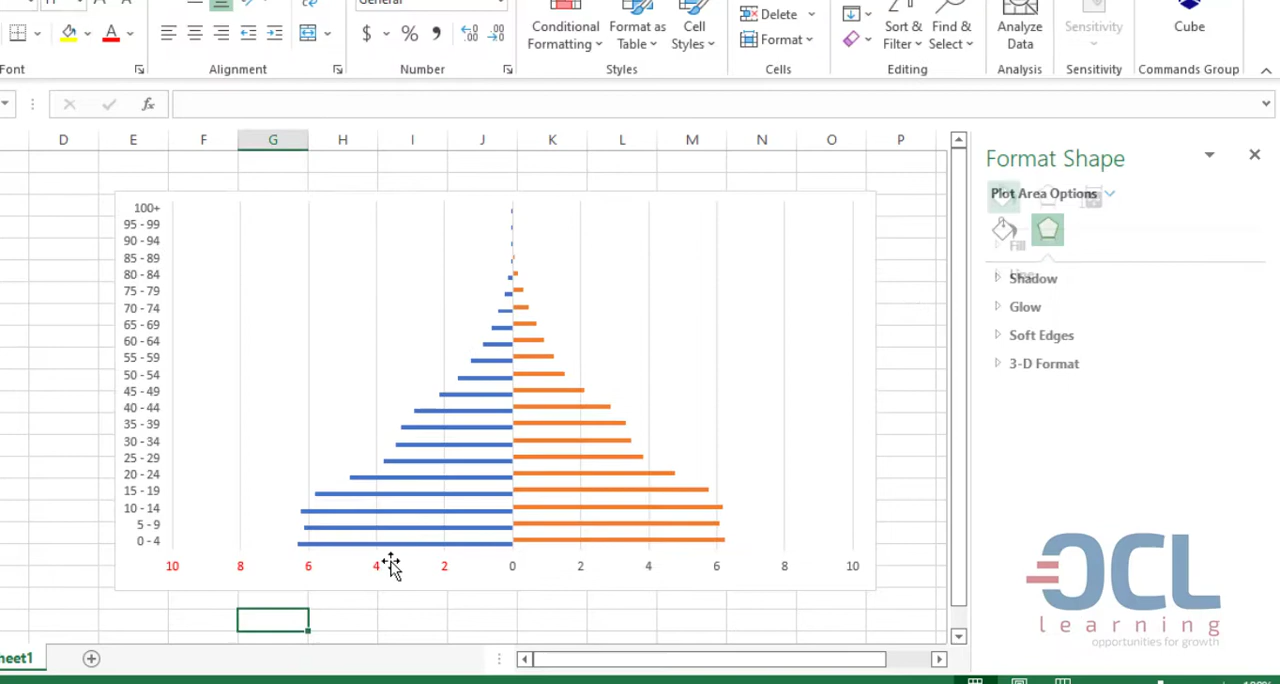 General
$ % ,
Conditional
Formatting
Format as
Table
Cell
Styles
Delete
Format
Sort &
Filter
Find &
Select
Analyze
Data
Sensitivity
Cube
Font
Alignment
Number
Styles
Cells
Editing
Analysis
Sensitivity
Commands Group
fx
D E F G H I J K L M N O P
Format Shape
Plot Area Options
Fill
Shadow
Glow
Soft Edges
3-D Format
100+
95 - 99
90 - 94
85 - 89
80 - 84
75 - 79
70 - 74
65 - 69
60 - 64
55 - 59
50 - 54
45 - 49
40 - 44
35 - 39
30 - 34
25 - 29
20 - 24
15 - 19
10 - 14
5 - 9
0 - 4
10 8 6 4 2 0 2 4 6 8 10
OCL
learning
opportunities for growth
heet1